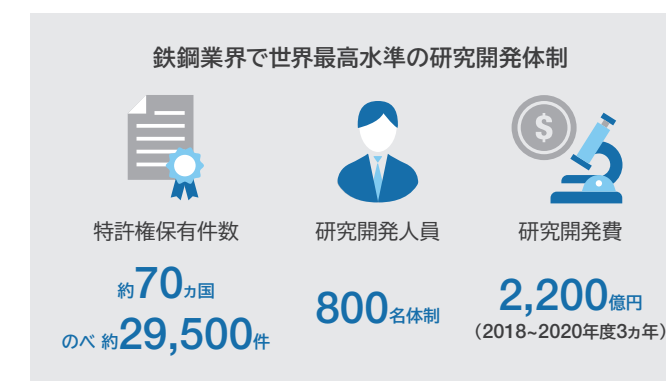 鉄鋼業界で世界最高水準の研究開発体制
$
特許権保有件数
約70ヵ国
のべ 約29,500件
研究開発人員
800名体制
研究開発費
2,200億円
（2018~2020年度3ヵ年）